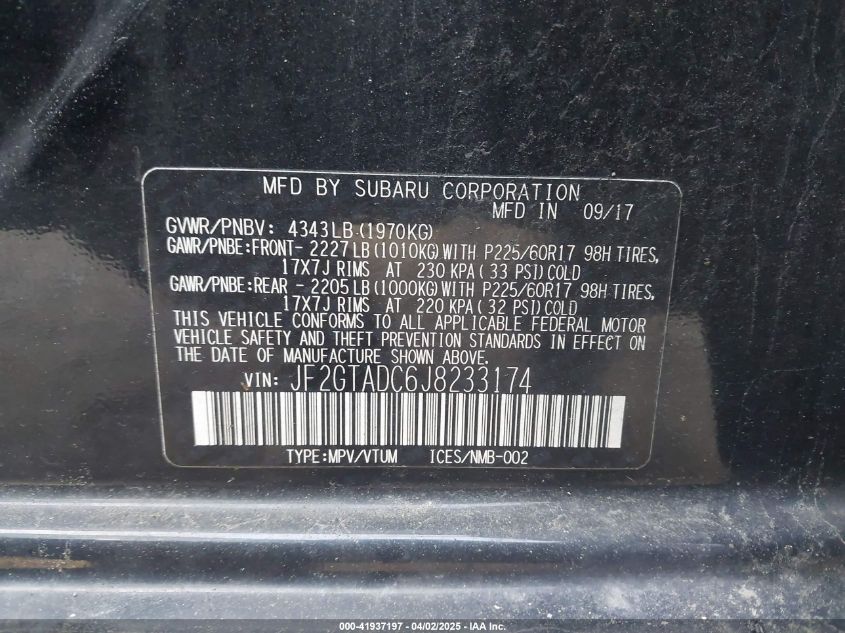 MFD BY SUBARU CORPORATION
MFD IN 09/17
GVWR/PNBV: 4343LB(1970KG)
GAWR/PNBE:FRONT- 2227LB(1010KG)WITH P225/60R17 98H TIRES,
17X7J RIMS AT 230 KPA( 33 PSI)COLD
GAWR/PNBE:REAR - 2205LB(1000KG)WITH P225/60R17 98H TIRES,
17X7J RIMS AT 220 KPA( 32 PSI)COLD
THIS VEHICLE CONFORMS TO ALL APPLICABLE FEDERAL MOTOR
VEHICLE SAFETY AND THEFT PREVENTION STANDARDS IN EFFECT ON
THE DATE OF MANUFACTURE SHOWN ABOVE.
VIN: JF2GTADC6J8233174
TYPE:MPV/VTUM ICES/NMB-002
000-41937197 - 04/02/2025 - IAA Inc.